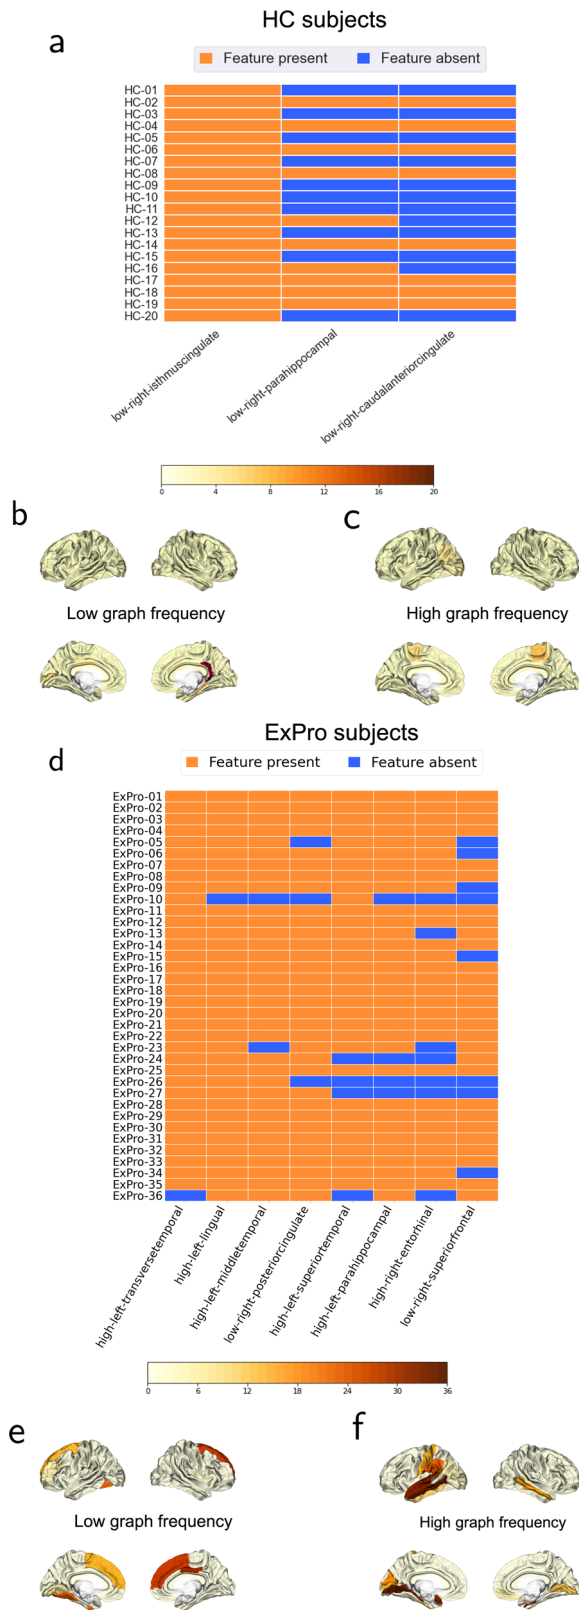 HC subjects
a
Feature present
Feature absent
HC-01
HC-02
HC-03
HC-04
HC-05
HC-06
HC-07
HC-08
HC-09
HC-10
HC-11
HC-12
HC-13
HC-14
HC-15
HC-16
HC-17
HC-18
HC-19
HC-20
low-right-isthmuscingulate
low-right-parahippocampal
low-right-caudalanteriorcingulate
0 4 8 12 16 20
b
c
Low graph frequency
High graph frequency
ExPro subjects
d
Feature present
Feature absent
ExPro-01
ExPro-02
ExPro-03
ExPro-04
ExPro-05
ExPro-06
ExPro-07
ExPro-08
ExPro-09
ExPro-10
ExPro-11
ExPro-12
ExPro-13
ExPro-14
ExPro-15
ExPro-16
ExPro-17
ExPro-18
ExPro-19
ExPro-20
ExPro-21
ExPro-22
ExPro-23
ExPro-24
ExPro-25
ExPro-26
ExPro-27
ExPro-28
ExPro-29
ExPro-30
ExPro-31
ExPro-32
ExPro-33
ExPro-34
ExPro-35
ExPro-36
high-left-transversetemporal
high-left-lingual
high-left-middletemporal
low-right-posteriorcingulate
high-left-superiortemporal
high-left-parahippocampal
high-right-entorhinal
low-right-superiorfrontal
0 6 12 18 24 30 36
e
f
Low graph frequency
High graph frequency